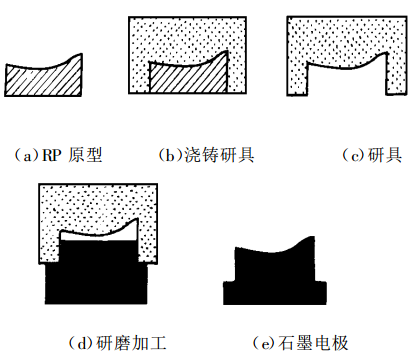 (a)RP 原型
(b)浇铸研具
(c)研具
(d)研磨加工
(e)石墨电极